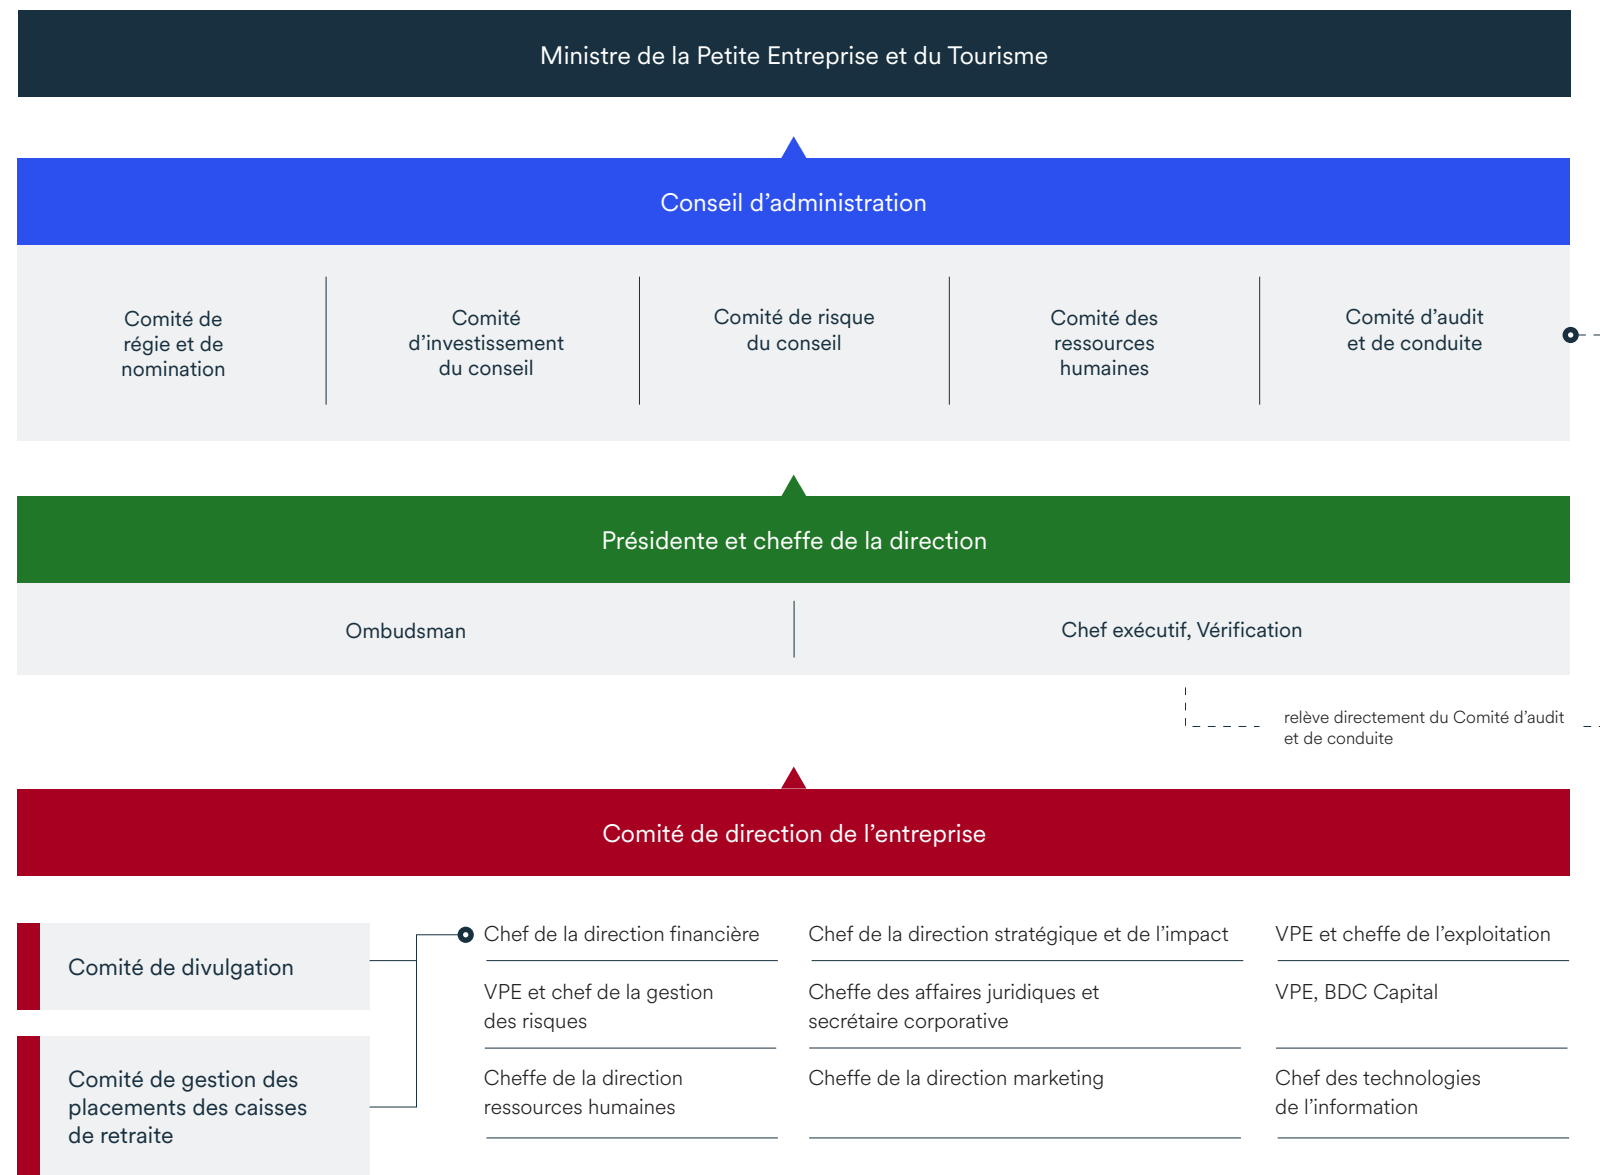 Ministre de la Petite Entreprise et du Tourisme
Conseil d’administration
Comité de
régie et de
nomination
Comité
d’investissement
du conseil
Comité de risque
du conseil
Comité des
ressources
humaines
Comité d’audit
et de conduite
Présidente et cheffe de la direction
Ombudsman
Chef exécutif, Vérification
relève directement du Comité d’audit
et de conduite
Comité de direction de l’entreprise
Comité de divulgation
Comité de gestion des
placements des caisses
de retraite
Chef de la direction financière
Chef de la direction stratégique et de l’impact
VPE et cheffe de l’exploitation
VPE et chef de la gestion
des risques
Cheffe des affaires juridiques et
secrétaire corporative
VPE, BDC Capital
Cheffe de la direction
ressources humaines
Cheffe de la direction marketing
Chef des technologies
de l’information